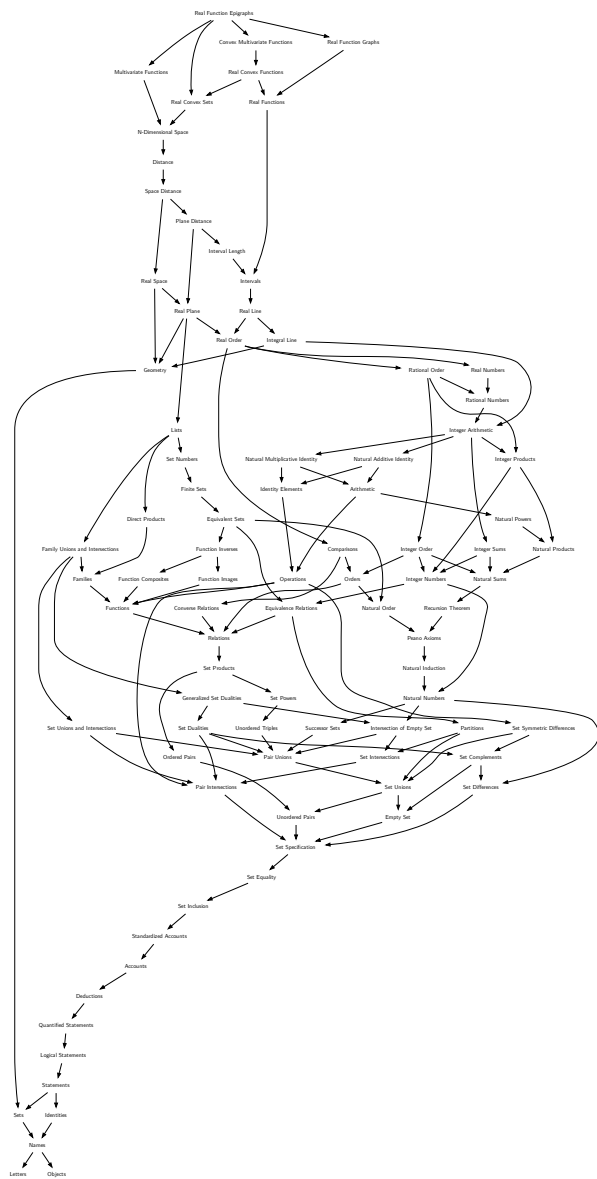 Real Function Epigraphs
Convex Multivariate Functions
Real Function Graphs
Multivariate Functions
Real Convex Functions
Real Convex Sets
Real Functions
N-Dimensional Space
Distance
Space Distance
Plane Distance
Interval Length
Real Space
Intervals
Real Plane
Real Line
Real Order
Integral Line
Geometry
Rational Order
Real Numbers
Rational Numbers
Lists
Integer Arithmetic
Set Numbers
Natural Multiplicative Identity
Natural Additive Identity
Integer Products
Finite Sets
Identity Elements
Arithmetic
Direct Products
Equivalent Sets
Natural Powers
Family Unions and Intersections
Function Inverses
Comparisons
Integer Order
Integer Sums
Natural Products
Families
Function Composites
Function Images
Operations
Orders
Integer Numbers
Natural Sums
Functions
Converse Relations
Equivalence Relations
Natural Order
Recursion Theorem
Relations
Peano Axioms
Set Products
Natural Induction
Generalized Set Dualities
Set Powers
Natural Numbers
Set Unions and Intersections
Set Dualities
Unordered Triples
Successor Sets
Intersection of Empty Set
Partitions
Set Symmetric Differences
Ordered Pairs
Pair Unions
Set Intersections
Set Complements
Pair Intersections
Set Unions
Set Differences
Unordered Pairs
Empty Set
Set Specification
Set Equality
Set Inclusion
Standardized Accounts
Accounts
Deductions
Quantified Statements
Logical Statements
Statements
Sets
Identities
Names
Letters
Objects